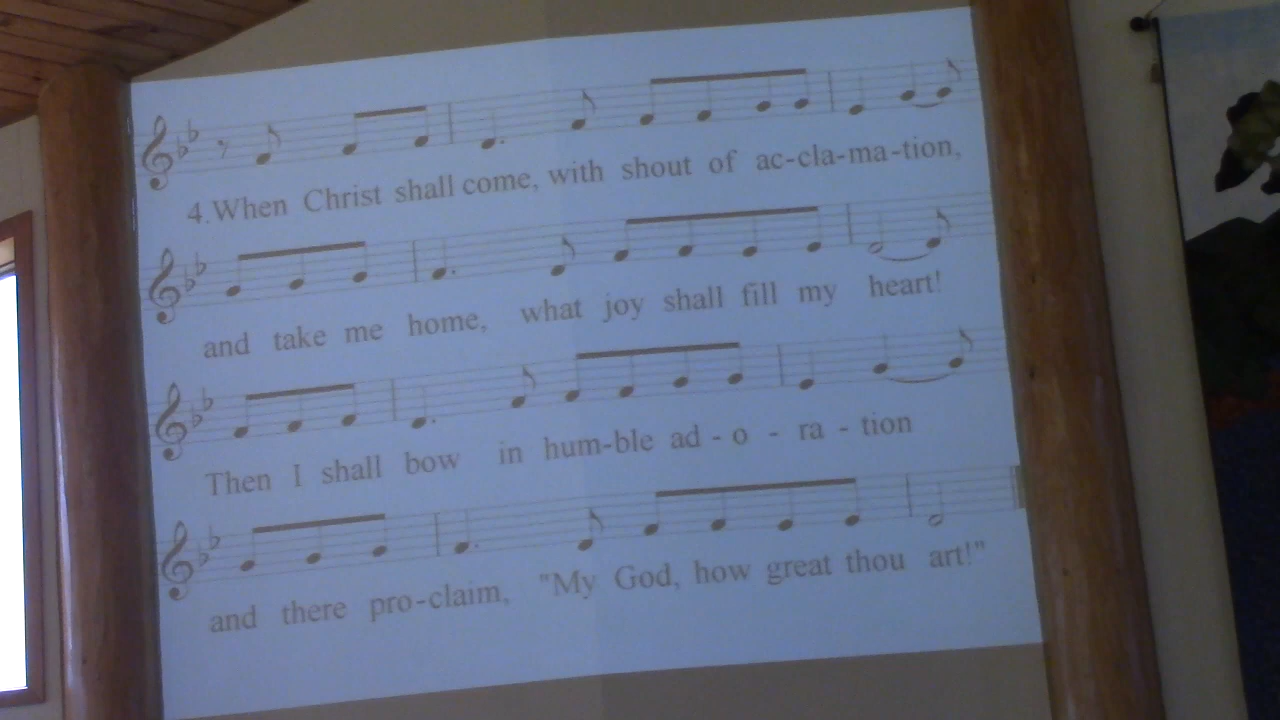 4.When Christ shall come, with shout of ac-cla-ma-tion,
and take me home, what joy shall fill my heart!
Then I shall bow in hum-ble ad - o - ra - tion
and there pro-claim, "My God, how great thou art!"